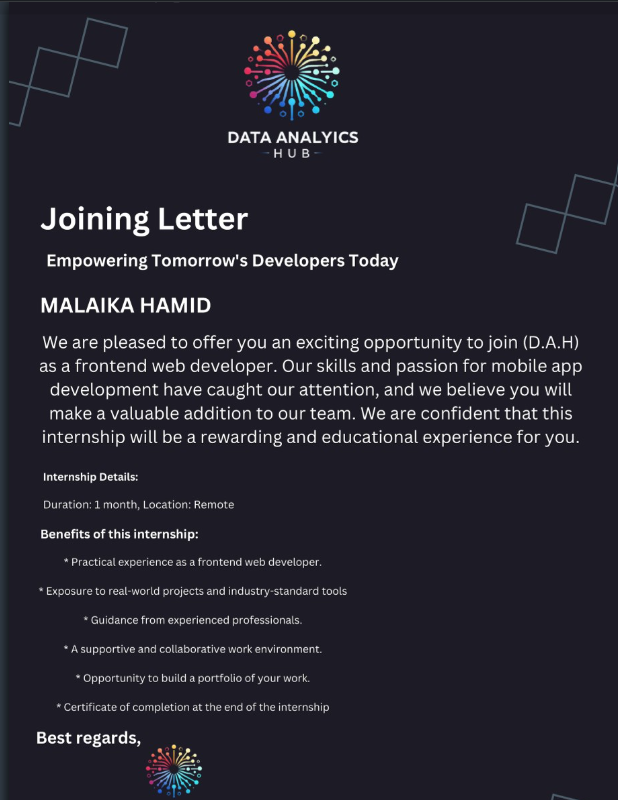 DATA ANALYICS
HUB
Joining Letter
Empowering Tomorrow's Developers Today
MALAIKA HAMID
We are pleased to offer you an exciting opportunity to join (D.A.H)
as a frontend web developer. Our skills and passion for mobile app
development have caught our attention, and we believe you will
make a valuable addition to our team. We are confident that this
internship will be a rewarding and educational experience for you.
Internship Details:
Duration: 1 month, Location: Remote
Benefits of this internship:
* Practical experience as a frontend web developer.
* Exposure to real-world projects and industry-standard tools
* Guidance from experienced professionals.
* A supportive and collaborative work environment.
* Opportunity to build a portfolio of your work.
* Certificate of completion at the end of the internship
Best regards,